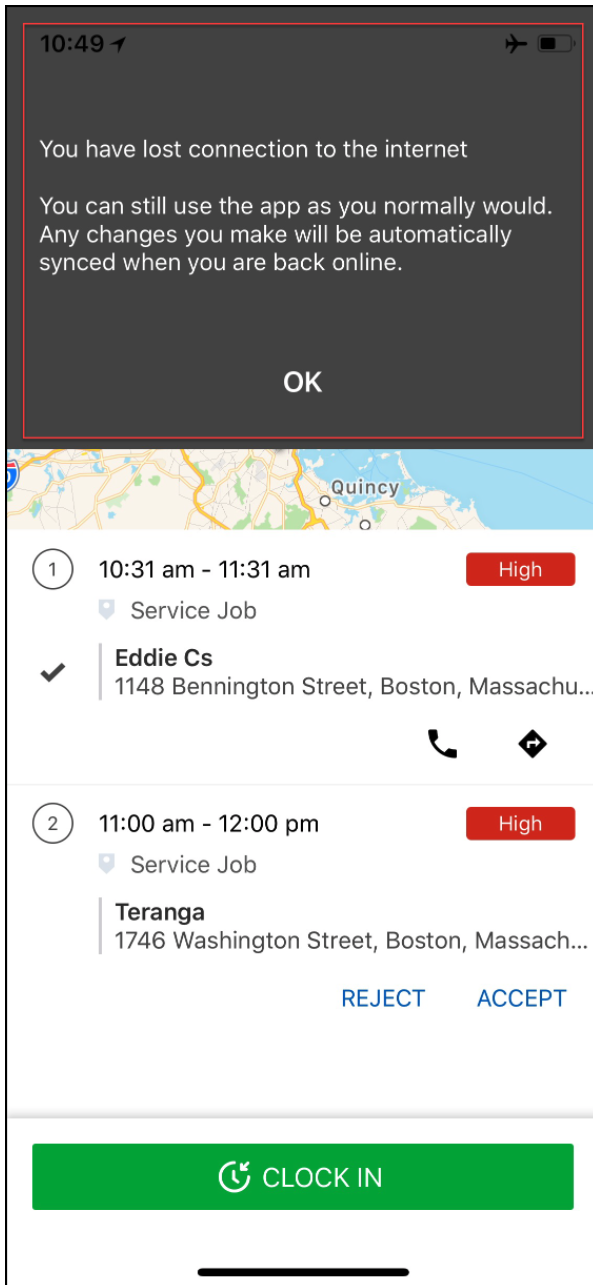 10:49
You have lost connection to the internet
You can still use the app as you normally would.
Any changes you make will be automatically
synced when you are back online.
OK
Quincy
1
10:31 am - 11:31 am
High
Service Job
Eddie Cs
1148 Bennington Street, Boston, Massachu...
2
11:00 am - 12:00 pm
High
Service Job
Teranga
1746 Washington Street, Boston, Massach...
REJECT
ACCEPT
CLOCK IN